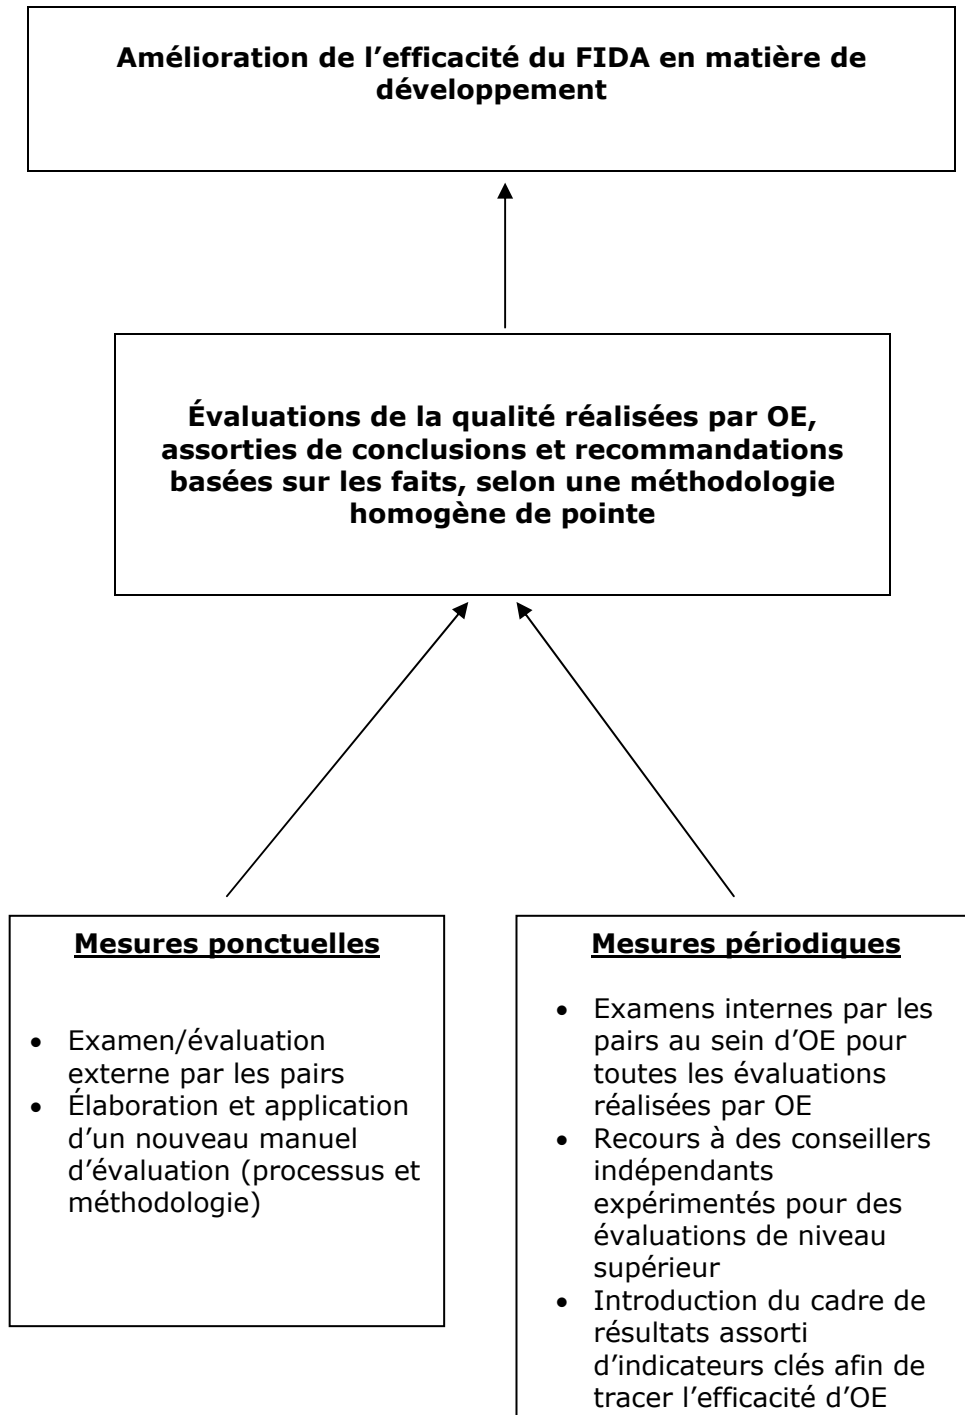 Amélioration de l’efficacité du FIDA en matière de
développement
Évaluations de la qualité réalisées par OE,
assorties de conclusions et recommandations
basées sur les faits, selon une méthodologie
homogène de pointe
Mesures ponctuelles
• Examen/évaluation
externe par les pairs
• Élaboration et application
d’un nouveau manuel
d’évaluation (processus et
méthodologie)
Mesures périodiques
• Examens internes par les
pairs au sein d’OE pour
toutes les évaluations
réalisées par OE
• Recours à des conseillers
indépendants
expérimentés pour des
évaluations de niveau
supérieur
• Introduction du cadre de
résultats assorti
d’indicateurs clés afin de
tracer l’efficacité d’OE